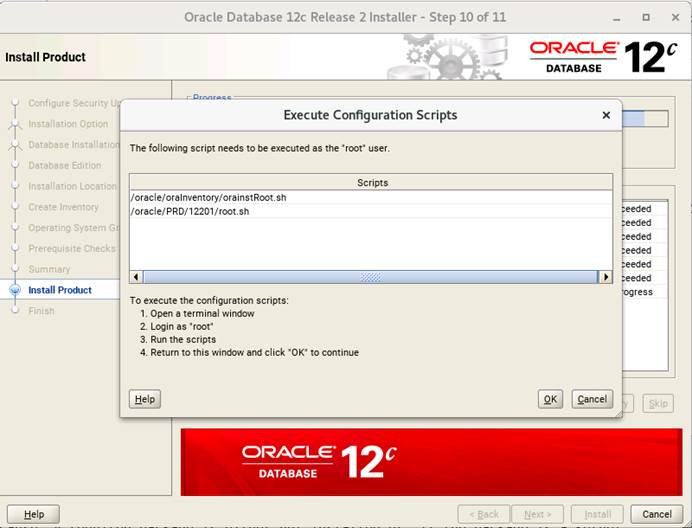 Oracle Database 12c Release 2 Installer - Step 10 of 11
Install Product
ORACLE
DATABASE
12c
Configure Security Up
Installation Option
Database Installation
Database Edition
Installation Location
Create Inventory
Operating System Gr
Prerequisite Checks
Summary
Install Product
Finish
Progress
Execute Configuration Scripts
The following script needs to be executed as the "root" user.
Scripts
/oracle/oraInventory/orainstRoot.sh
/oracle/PRD/12201/root.sh
To execute the configuration scripts:
1. Open a terminal window
2. Login as "root"
3. Run the scripts
4. Return to this window and click "OK" to continue
Help
OK
Cancel
ceeded
ceeded
ceeded
ceeded
ceeded
ceeded
rogress
Skip
ORACLE
DATABASE
12c
Help
< Back
Next >
Install
Cancel